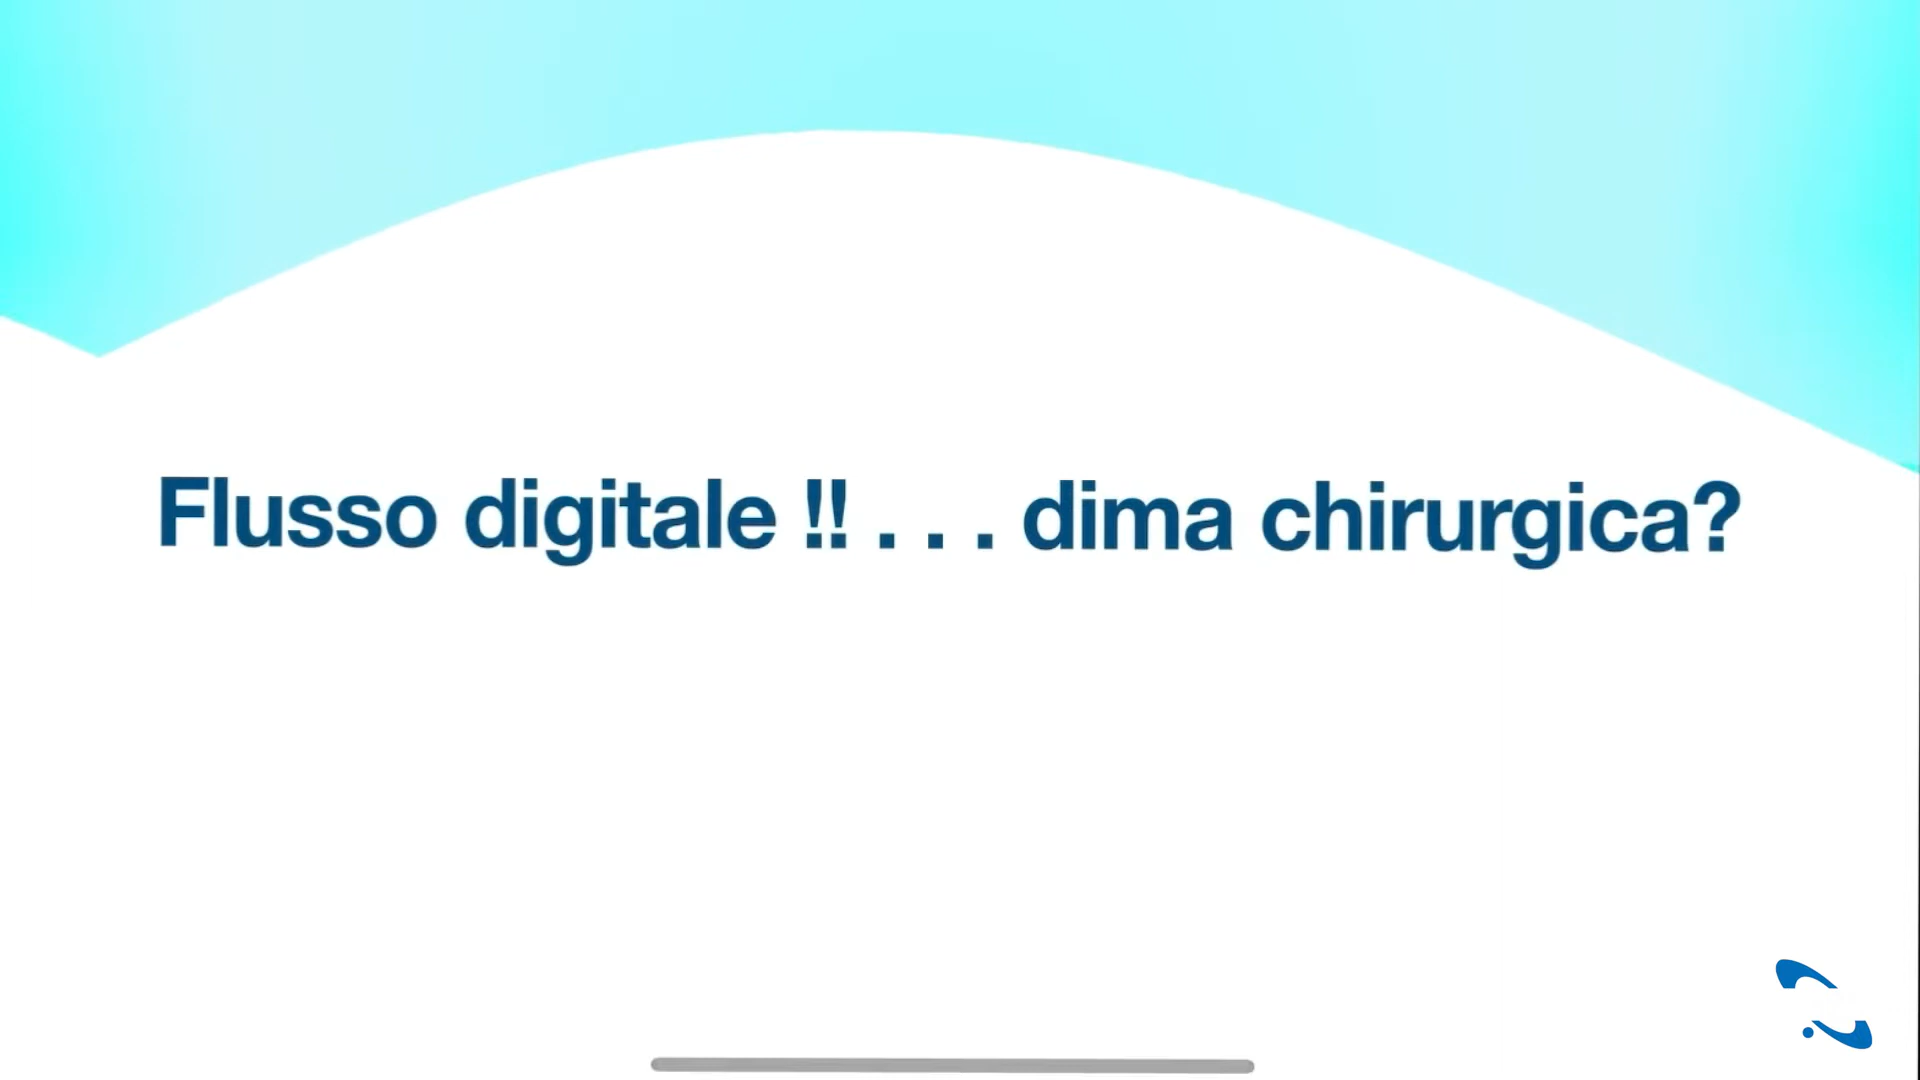 Flusso digitale !! . . . dima chirurgica?